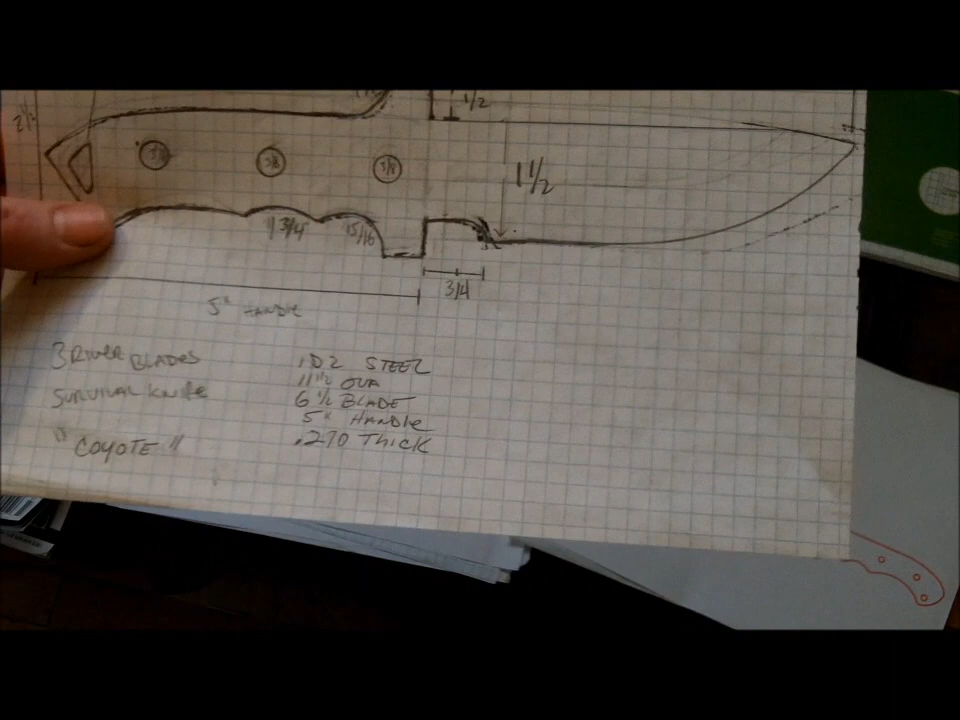 1/2
3/8
3/8
3/8
1 1/2
1 3/4
15/16
3/4
5" HANDLE
3 RIVER BLADES
SURVIVAL KNIFE
"COYOTE"
.D2 STEEL
11 1/2 OVA
6 1/2 BLADE
5" HANDLE
.270 THICK